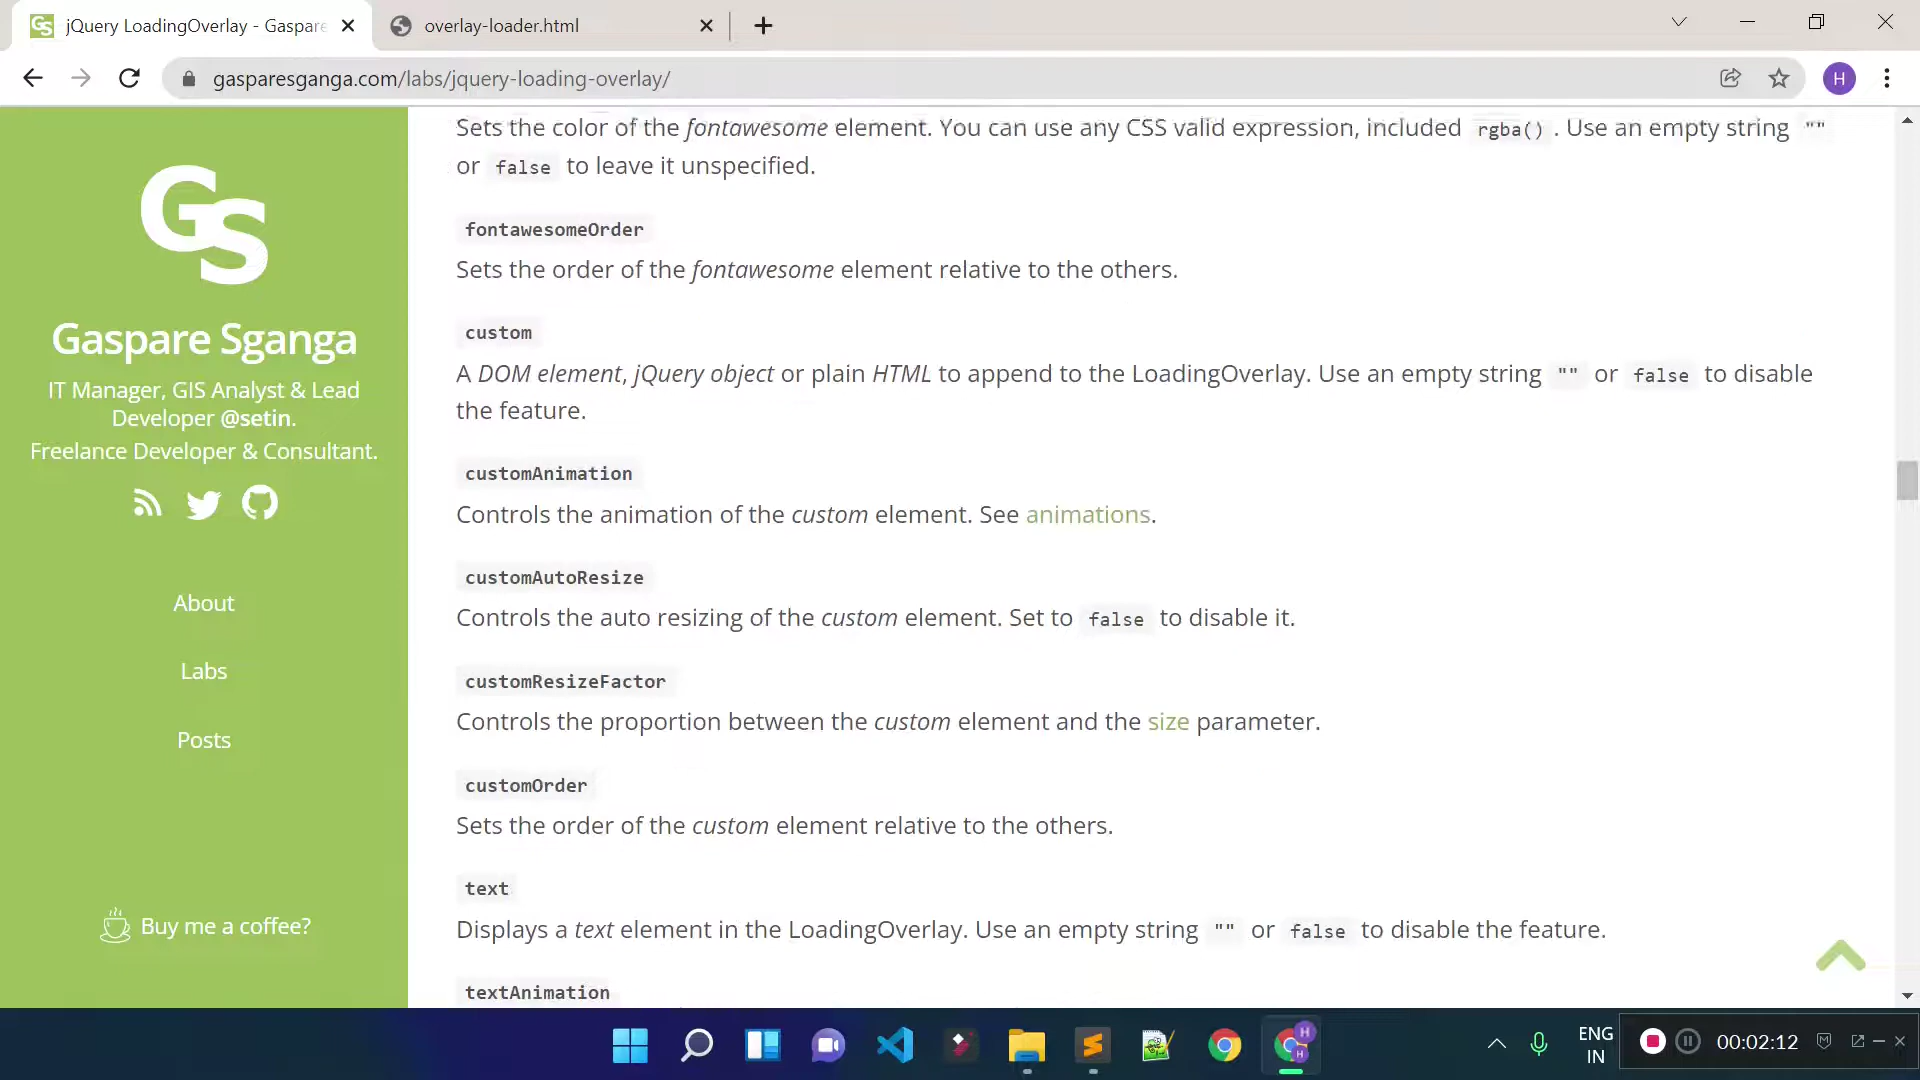 jQuery LoadingOverlay - Gaspare
overlay-loader.html
gasparesganga.com/labs/jquery-loading-overlay/
H
GS
Gaspare Sganga
IT Manager, GIS Analyst & Lead
Developer @setin.
Freelance Developer & Consultant.
About
Labs
Posts
Buy me a coffee?
Sets the color of the fontawesome element. You can use any CSS valid expression, included rgba() . Use an empty string ""
or false to leave it unspecified.
fontawesomeOrder
Sets the order of the fontawesome element relative to the others.
custom
A DOM element, jQuery object or plain HTML to append to the LoadingOverlay. Use an empty string "" or false to disable
the feature.
customAnimation
Controls the animation of the custom element. See animations.
customAutoResize
Controls the auto resizing of the custom element. Set to false to disable it.
customResizeFactor
Controls the proportion between the custom element and the size parameter.
customOrder
Sets the order of the custom element relative to the others.
text
Displays a text element in the LoadingOverlay. Use an empty string "" or false to disable the feature.
textAnimation
H
H
ENG
IN
00:02:12